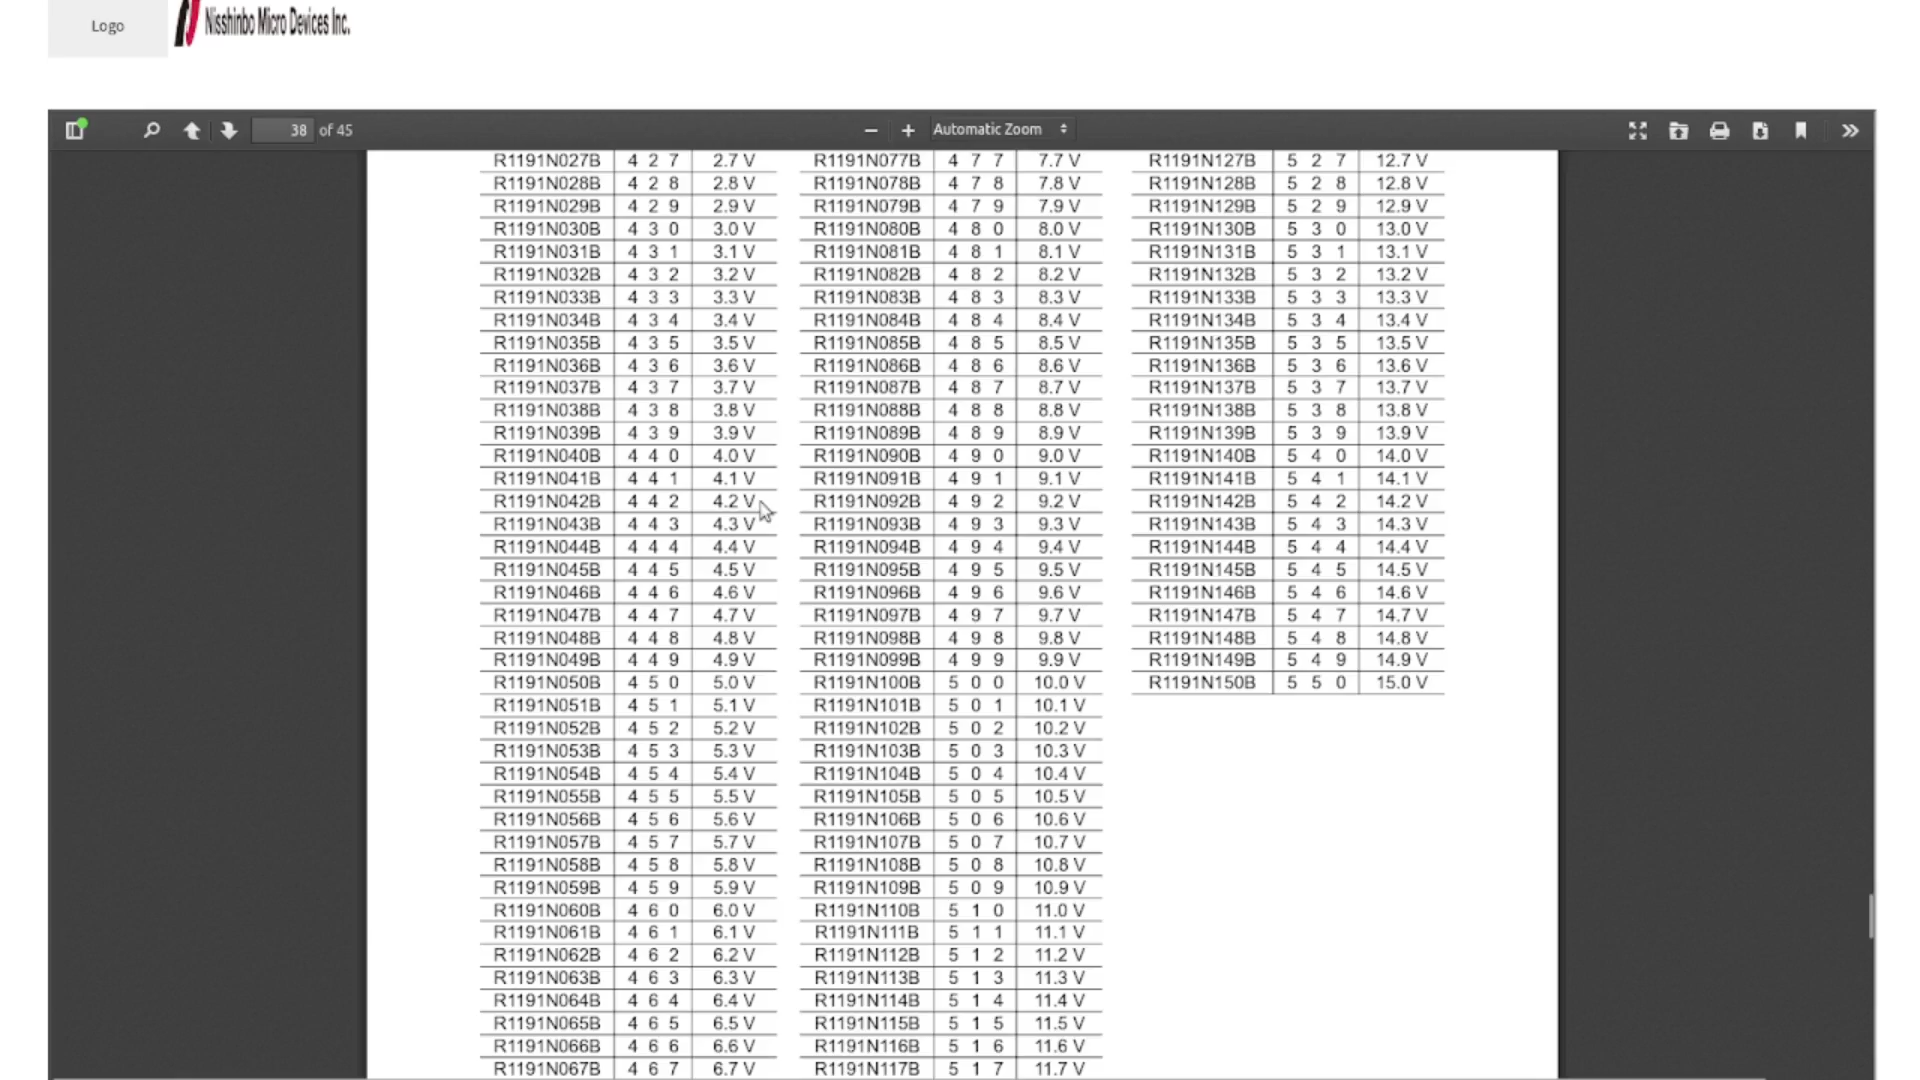 Logo
Nisshinbo Micro Devices Inc.
38 of 45
Automatic Zoom
R1191N027B 4 2 7 2.7 V R1191N077B 4 7 7 7.7 V R1191N127B 5 2 7 12.7 V
R1191N028B 4 2 8 2.8 V R1191N078B 4 7 8 7.8 V R1191N128B 5 2 8 12.8 V
R1191N029B 4 2 9 2.9 V R1191N079B 4 7 9 7.9 V R1191N129B 5 2 9 12.9 V
R1191N030B 4 3 0 3.0 V R1191N080B 4 8 0 8.0 V R1191N130B 5 3 0 13.0 V
R1191N031B 4 3 1 3.1 V R1191N081B 4 8 1 8.1 V R1191N131B 5 3 1 13.1 V
R1191N032B 4 3 2 3.2 V R1191N082B 4 8 2 8.2 V R1191N132B 5 3 2 13.2 V
R1191N033B 4 3 3 3.3 V R1191N083B 4 8 3 8.3 V R1191N133B 5 3 3 13.3 V
R1191N034B 4 3 4 3.4 V R1191N084B 4 8 4 8.4 V R1191N134B 5 3 4 13.4 V
R1191N035B 4 3 5 3.5 V R1191N085B 4 8 5 8.5 V R1191N135B 5 3 5 13.5 V
R1191N036B 4 3 6 3.6 V R1191N086B 4 8 6 8.6 V R1191N136B 5 3 6 13.6 V
R1191N037B 4 3 7 3.7 V R1191N087B 4 8 7 8.7 V R1191N137B 5 3 7 13.7 V
R1191N038B 4 3 8 3.8 V R1191N088B 4 8 8 8.8 V R1191N138B 5 3 8 13.8 V
R1191N039B 4 3 9 3.9 V R1191N089B 4 8 9 8.9 V R1191N139B 5 3 9 13.9 V
R1191N040B 4 4 0 4.0 V R1191N090B 4 9 0 9.0 V R1191N140B 5 4 0 14.0 V
R1191N041B 4 4 1 4.1 V R1191N091B 4 9 1 9.1 V R1191N141B 5 4 1 14.1 V
R1191N042B 4 4 2 4.2 V R1191N092B 4 9 2 9.2 V R1191N142B 5 4 2 14.2 V
R1191N043B 4 4 3 4.3 V R1191N093B 4 9 3 9.3 V R1191N143B 5 4 3 14.3 V
R1191N044B 4 4 4 4.4 V R1191N094B 4 9 4 9.4 V R1191N144B 5 4 4 14.4 V
R1191N045B 4 4 5 4.5 V R1191N095B 4 9 5 9.5 V R1191N145B 5 4 5 14.5 V
R1191N046B 4 4 6 4.6 V R1191N096B 4 9 6 9.6 V R1191N146B 5 4 6 14.6 V
R1191N047B 4 4 7 4.7 V R1191N097B 4 9 7 9.7 V R1191N147B 5 4 7 14.7 V
R1191N048B 4 4 8 4.8 V R1191N098B 4 9 8 9.8 V R1191N148B 5 4 8 14.8 V
R1191N049B 4 4 9 4.9 V R1191N099B 4 9 9 9.9 V R1191N149B 5 4 9 14.9 V
R1191N050B 4 5 0 5.0 V R1191N100B 5 0 0 10.0 V R1191N150B 5 5 0 15.0 V
R1191N051B 4 5 1 5.1 V R1191N101B 5 0 1 10.1 V
R1191N052B 4 5 2 5.2 V R1191N102B 5 0 2 10.2 V
R1191N053B 4 5 3 5.3 V R1191N103B 5 0 3 10.3 V
R1191N054B 4 5 4 5.4 V R1191N104B 5 0 4 10.4 V
R1191N055B 4 5 5 5.5 V R1191N105B 5 0 5 10.5 V
R1191N056B 4 5 6 5.6 V R1191N106B 5 0 6 10.6 V
R1191N057B 4 5 7 5.7 V R1191N107B 5 0 7 10.7 V
R1191N058B 4 5 8 5.8 V R1191N108B 5 0 8 10.8 V
R1191N059B 4 5 9 5.9 V R1191N109B 5 0 9 10.9 V
R1191N060B 4 6 0 6.0 V R1191N110B 5 1 0 11.0 V
R1191N061B 4 6 1 6.1 V R1191N111B 5 1 1 11.1 V
R1191N062B 4 6 2 6.2 V R1191N112B 5 1 2 11.2 V
R1191N063B 4 6 3 6.3 V R1191N113B 5 1 3 11.3 V
R1191N064B 4 6 4 6.4 V R1191N114B 5 1 4 11.4 V
R1191N065B 4 6 5 6.5 V R1191N115B 5 1 5 11.5 V
R1191N066B 4 6 6 6.6 V R1191N116B 5 1 6 11.6 V
R1191N067B 4 6 7 6.7 V R1191N117B 5 1 7 11.7 V